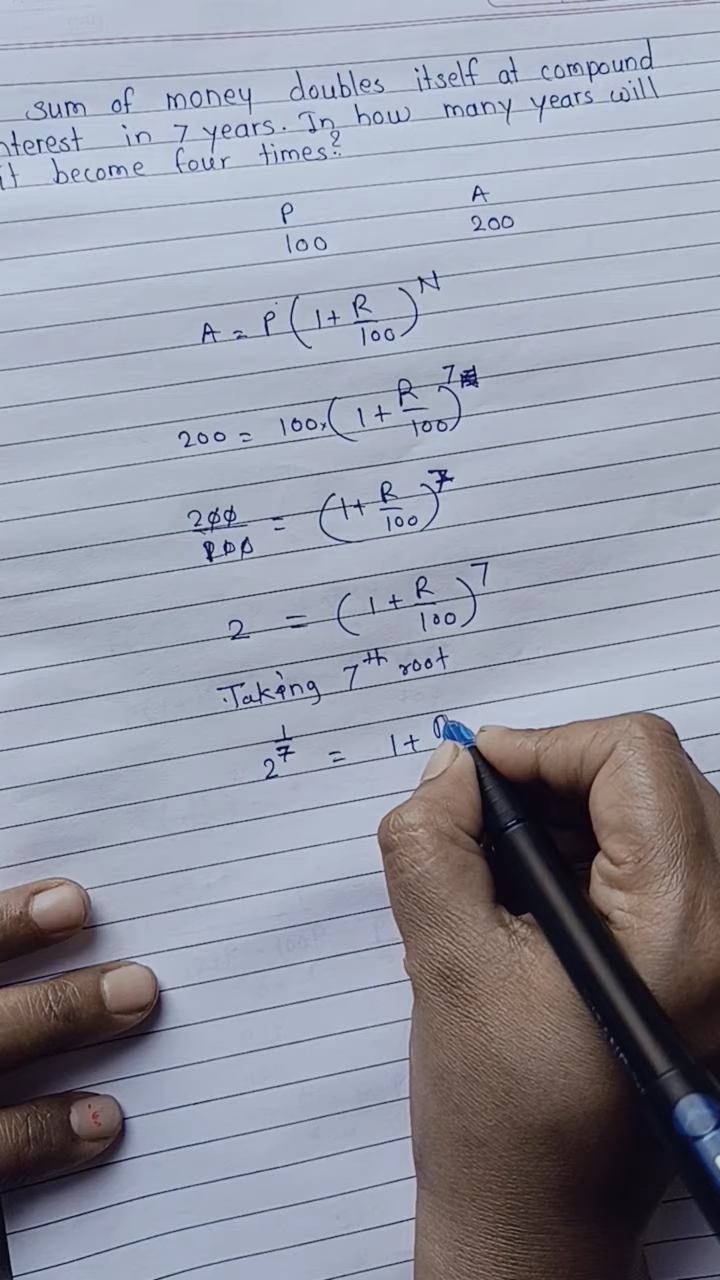 sum of money doubles itself at compound
nterest in 7 years. In how many years will
it become four times?
P A
100 200
A = P(1+R/100)^N
200 = 100×(1+R/100)^7
200/100 = (1+R/100)^7
2 = (1+R/100)^7
Taking 7th root
2^1/7 = 1+